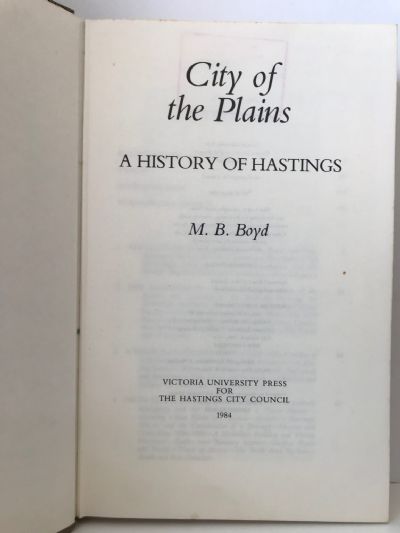 City of
the Plains
A HISTORY OF HASTINGS
M. B. Boyd
VICTORIA UNIVERSITY PRESS
FOR
THE HASTINGS CITY COUNCIL
1984